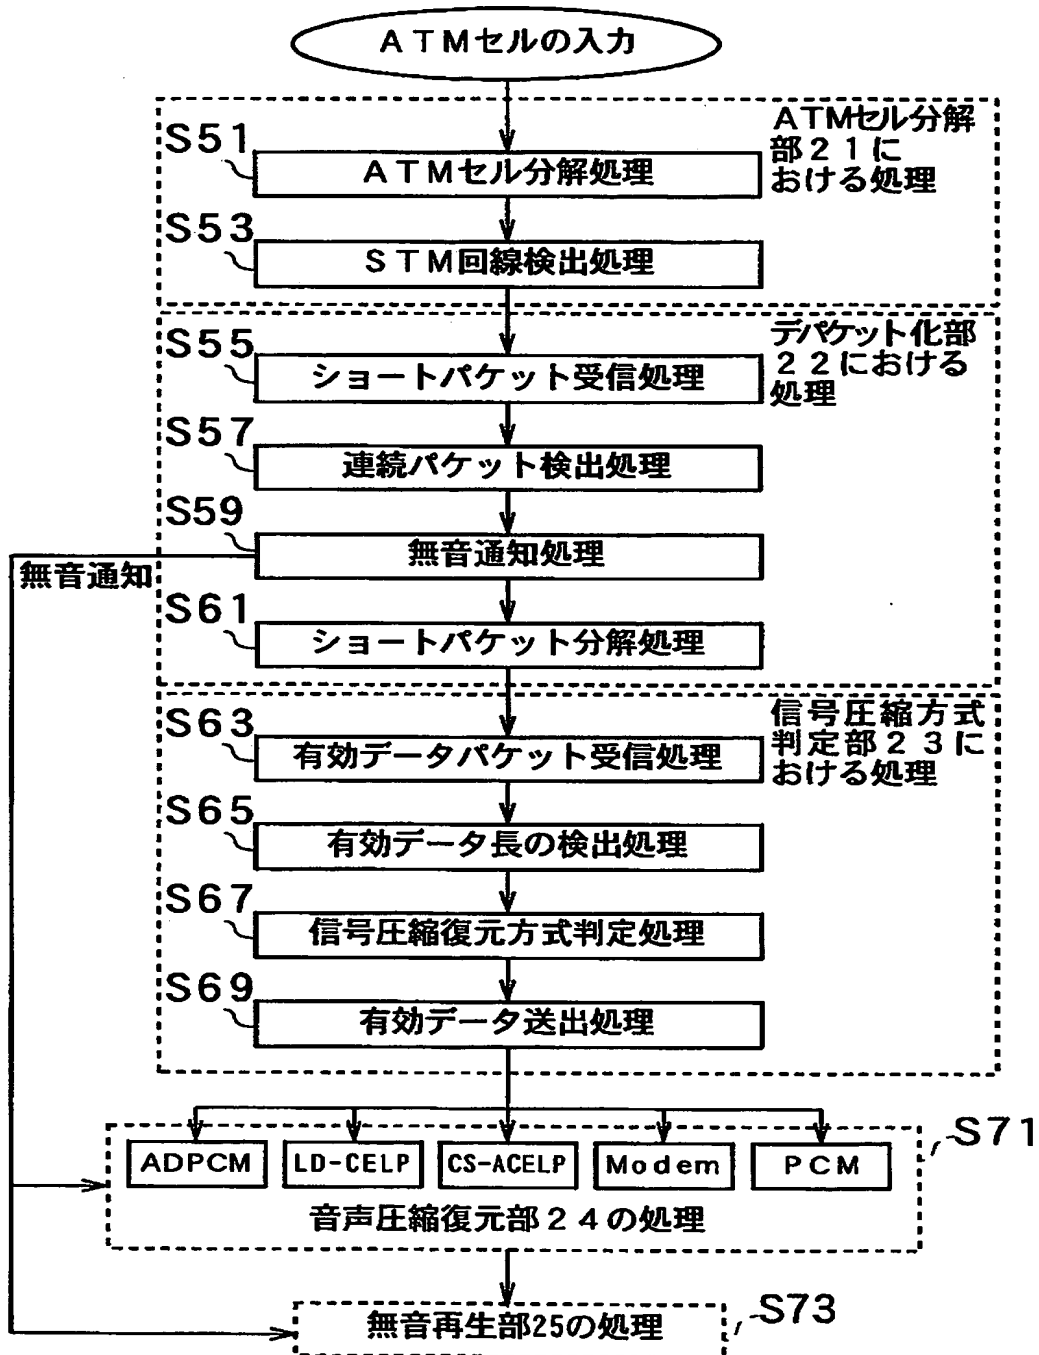 ATMセルの入力
ATMセル分解
部21に
おける処理
S51
ATMセル分解処理
S53
STM回線検出処理
デパケット化部
22における
処理
S55
ショートパケット受信処理
S57
連続パケット検出処理
S59
無音通知処理
無音通知
S61
ショートパケット分解処理
信号圧縮方式
判定部23に
おける処理
S63
有効データパケット受信処理
S65
有効データ長の検出処理
S67
信号圧縮復元方式判定処理
S69
有効データ送出処理
S71
ADPCM
LD-CELP
CS-ACELP
Modem
PCM
音声圧縮復元部24の処理
S73
無音再生部25の処理